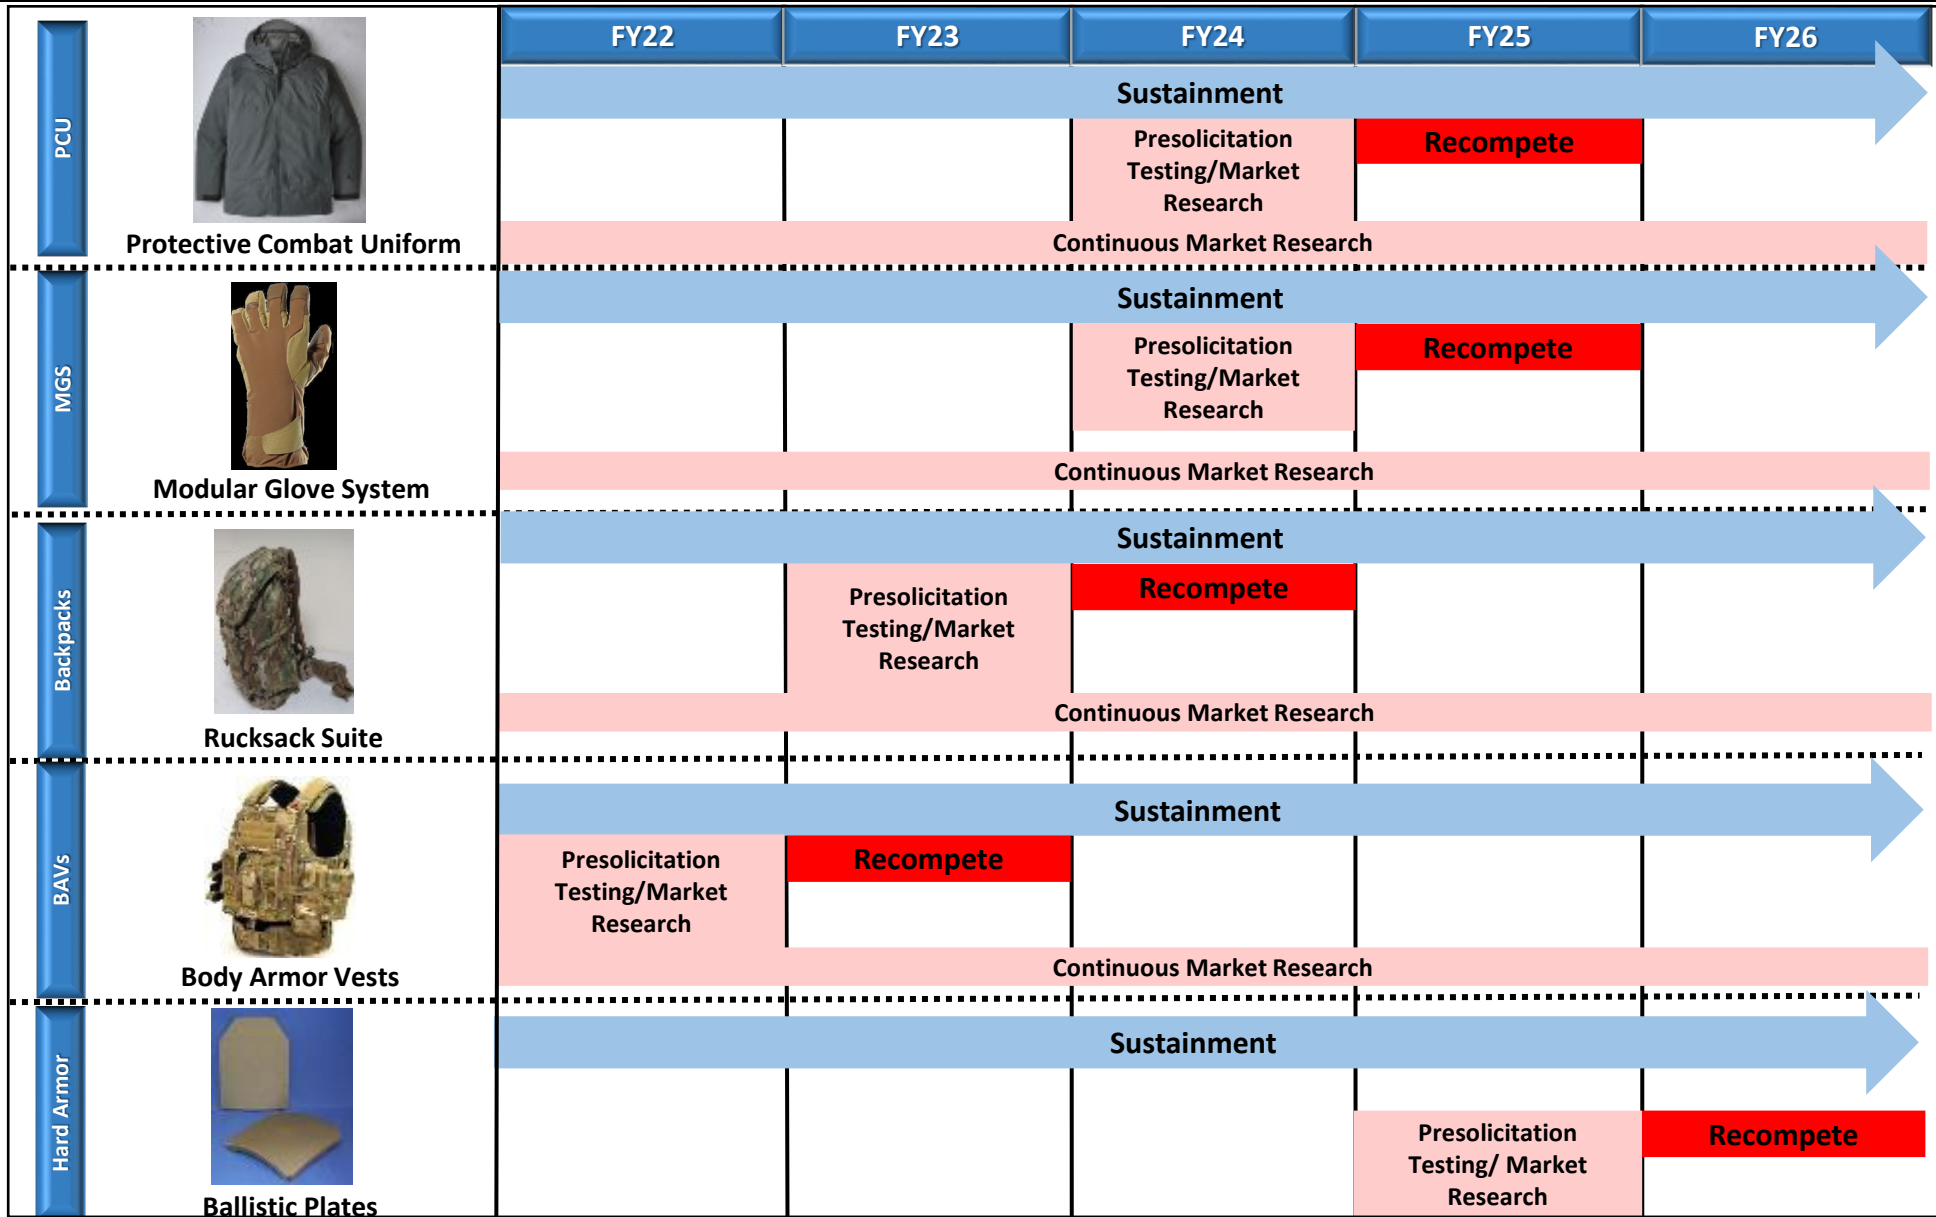 FY22
FY23
FY24
FY25
FY26
PCU
Protective Combat Uniform
Sustainment
Presolicitation
Testing/Market
Research
Recompete
Continuous Market Research
MGS
Modular Glove System
Sustainment
Presolicitation
Testing/Market
Research
Recompete
Continuous Market Research
Backpacks
Rucksack Suite
Sustainment
Presolicitation
Testing/Market
Research
Recompete
Continuous Market Research
BAVs
Body Armor Vests
Sustainment
Presolicitation
Testing/Market
Research
Recompete
Continuous Market Research
Hard Armor
Ballistic Plates
Sustainment
Presolicitation
Testing/ Market
Research
Recompete